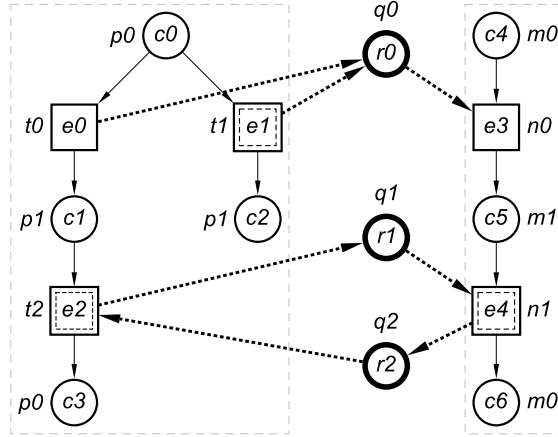 q0
p0 c0 r0 c4 m0
t0 e0 t1 e1 e3 n0
q1
p1 c1 p1 c2 r1 c5 m1
t2 e2 q2 e4 n1
r2
p0 c3 c6 m0